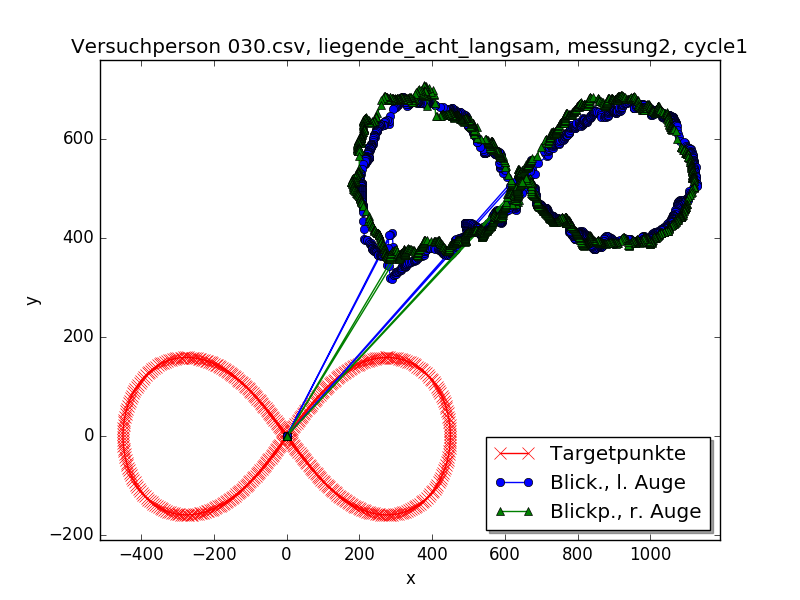 Versuchperson 030.csv, liegende_acht_langsam, messung2, cycle1
600
400
200
0
−200
y
−400
−200
0
200
400
600
800
1000
x
Targetpunkte
Blick., l. Auge
Blickp., r. Auge